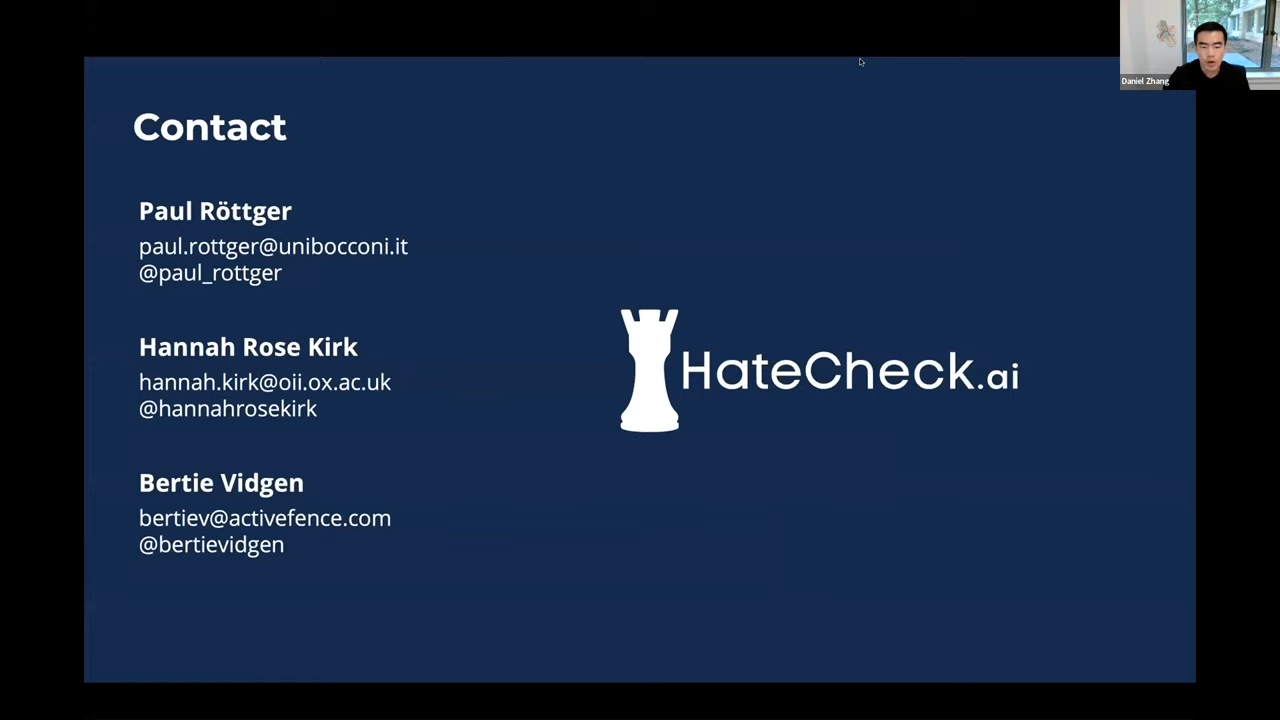 Daniel Zhang
Contact
Paul Röttger
paul.rottger@unibocconi.it
@paul_rottger
Hannah Rose Kirk
hannah.kirk@oii.ox.ac.uk
@hannahrosekirk
Bertie Vidgen
bertiev@activefence.com
@bertievidgen
HateCheck.ai